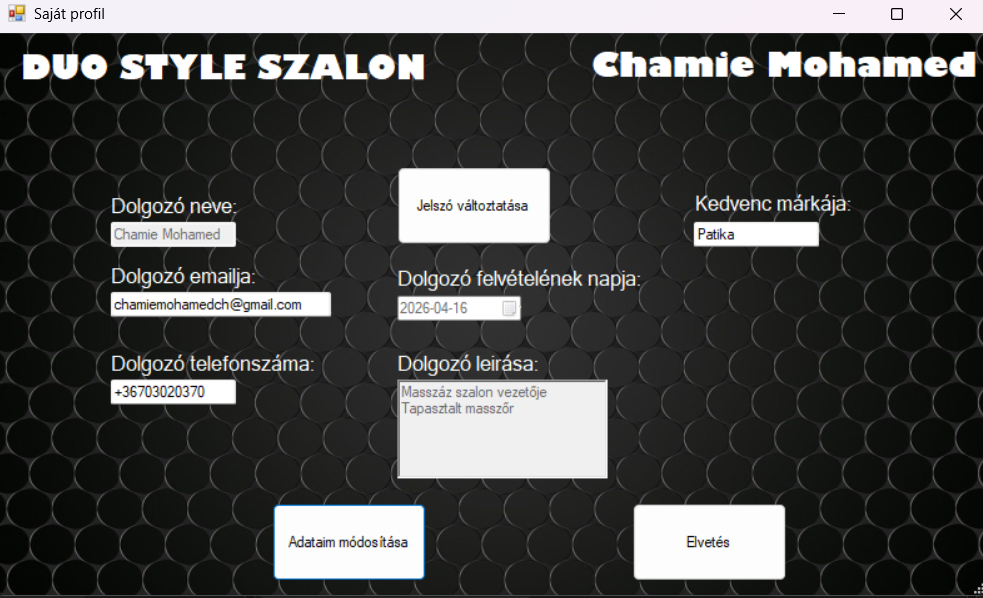 Saját profil
DUO STYLE SZALON
Chamie Mohamed
Dolgozó neve:
Chamie Mohamed
Jelszó változtatása
Kedvenc márkája:
Patika
Dolgozó emailja:
chamiemohamedch@gmail.com
Dolgozó felvételének napja:
2026-04-16
Dolgozó telefonszáma:
+36703020370
Dolgozó leirása:
Masszáz szalon vezetője
Tapasztalt masszőr
Adataim módosítása
Elvetés